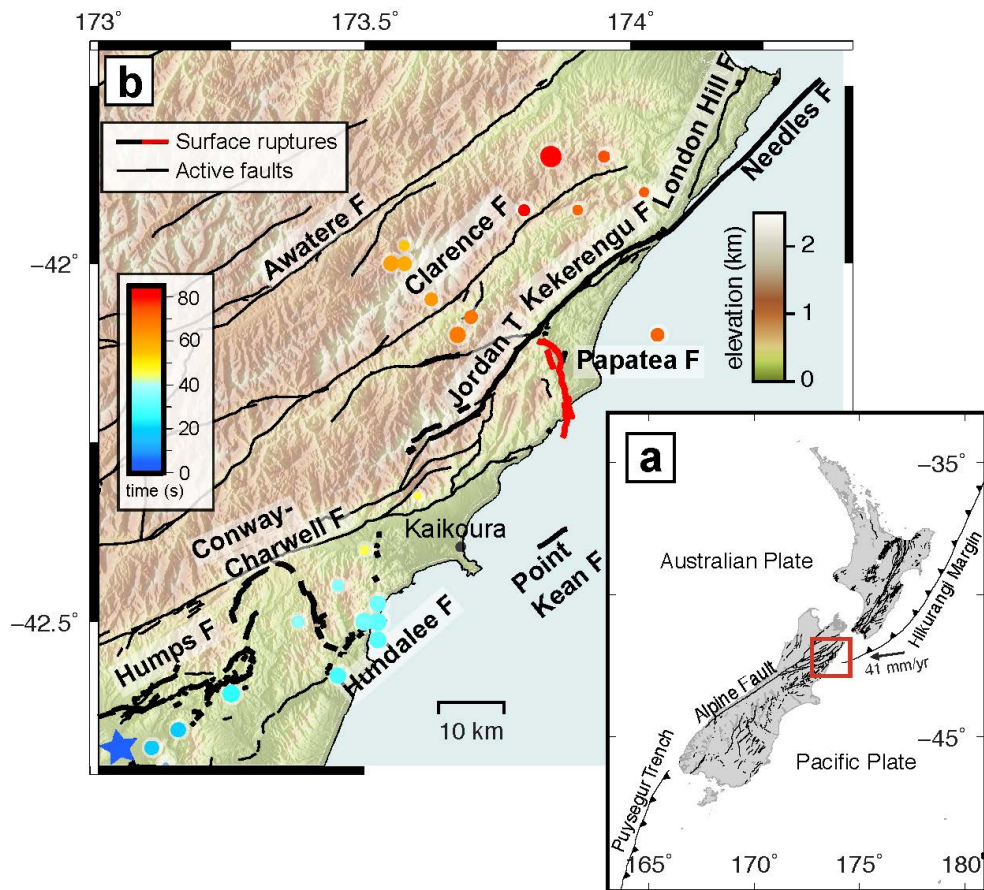 173°
173.5°
174°
b
Surface ruptures
Active faults
Awatere F
Clarence F
London Hill F
Needles F
−42°
80
60
40
20
0
time (s)
Kekerengu F
Jordan T
Papatea F
elevation (km)
2
1
0
Conway-
Charwell F
Kaikoura
Point
Kean F
−42.5°
Humps F
Hundalee F
10 km
a
−35°
Australian Plate
Hikurangi Margin
41 mm/yr
Alpine Fault
−45°
Pacific Plate
Puysegur Trench
165°
170°
175°
180°